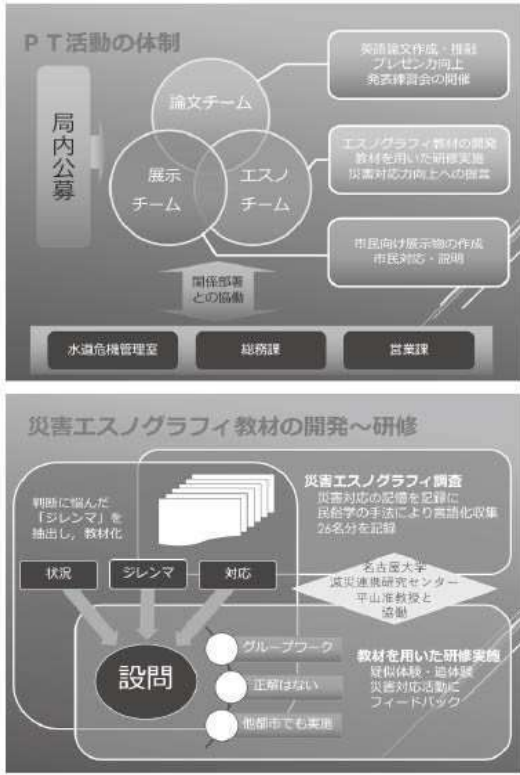 PT活動の体制
局内公募
論文チーム
展示
チーム
エスノ
チーム
英語論文作成・推敲
プレゼン力向上
発表練習会の開催
エスノグラフィ教材の開発
教材を用いた研修実施
災害対応力向上への提言
市民向け展示物の作成
市民対応・説明
関係部署
との協働
水道危機管理室
総務課
営業課
災害エスノグラフィ教材の開発～研修
判断に悩んだ
「ジレンマ」を
抽出し，教材化
災害エスノグラフィ調査
災害対応の記憶を記録に
民俗学の手法により言語化収集
26名分を記録
状況
ジレンマ
対応
名古屋大学
減災連携研究センター
平山准教授と
協働
設問
グループワーク
正解はない
他都市でも実施
教材を用いた研修実施
疑似体験・追体験
災害対応活動に
フィードバック